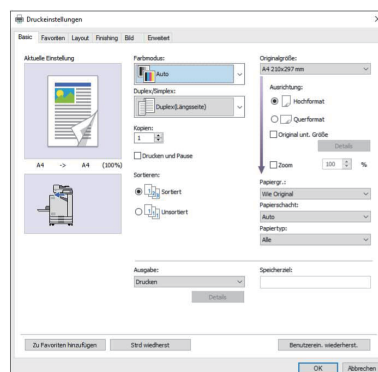 Druckeinstellungen
Basic Favoriten Layout Finishing Bild Erweitert
Aktuelle Einstellung
A4 -> A4 (100%)
Farbmodus:
Auto
Duplex/Simplex:
Duplex(Längsseite)
Kopien:
1
Drucken und Pause
Sortieren:
Sortiert
Unsortiert
Originalgröße:
A4 210x297 mm
Ausrichtung:
Hochformat
Querformat
Original unt. Größe
Details
Zoom 100 %
Papiergr.:
Wie Original
Papierschacht:
Auto
Papiertyp:
Alle
Ausgabe:
Drucken
Details
Speicherziel:
Zu Favoriten hinzufügen Strd wiedherst Benutzerein. wiederherst.
OK Abbrechen